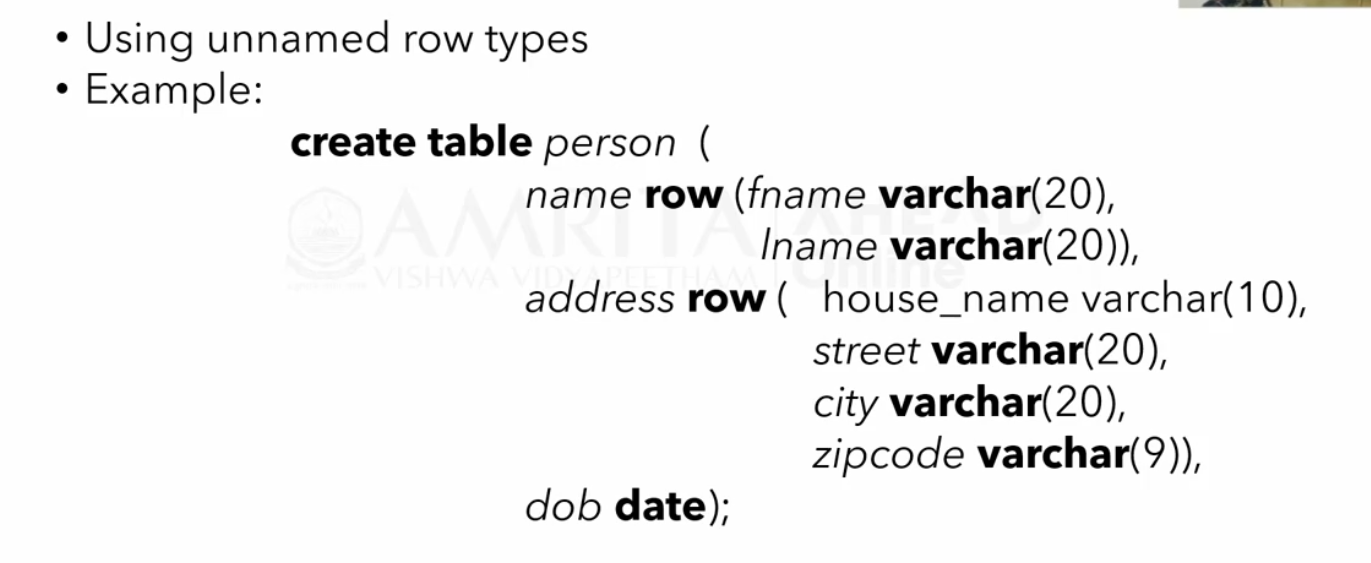 • Using unnamed row types
• Example:
create table person (
name row (fname varchar(20),
lname varchar(20)),
address row ( house_name varchar(10),
street varchar(20),
city varchar(20),
zipcode varchar(9)),
dob date);
AMRITA AHEAD
VISHWA VIDYAPEETHAM Online